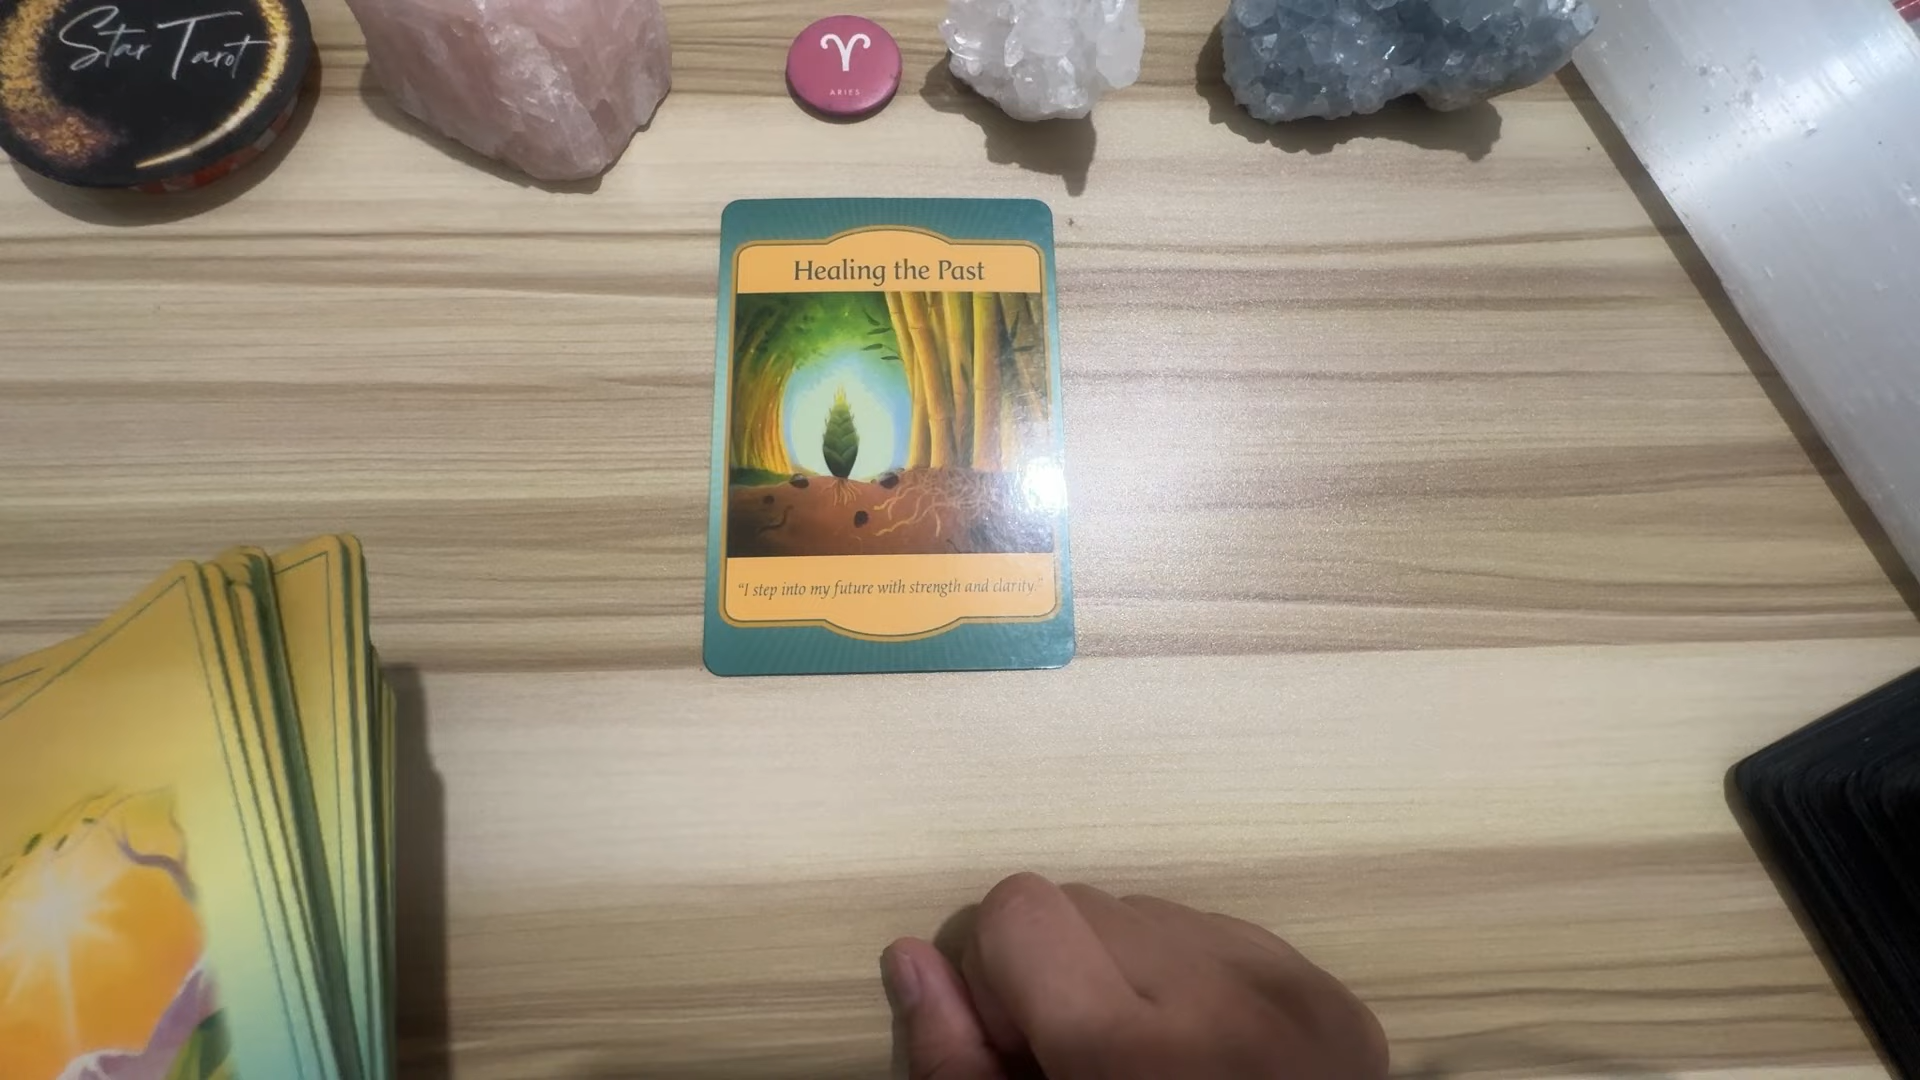 Star Tarot
ARIES
Healing the Past
"I step into my future with strength and clarity."